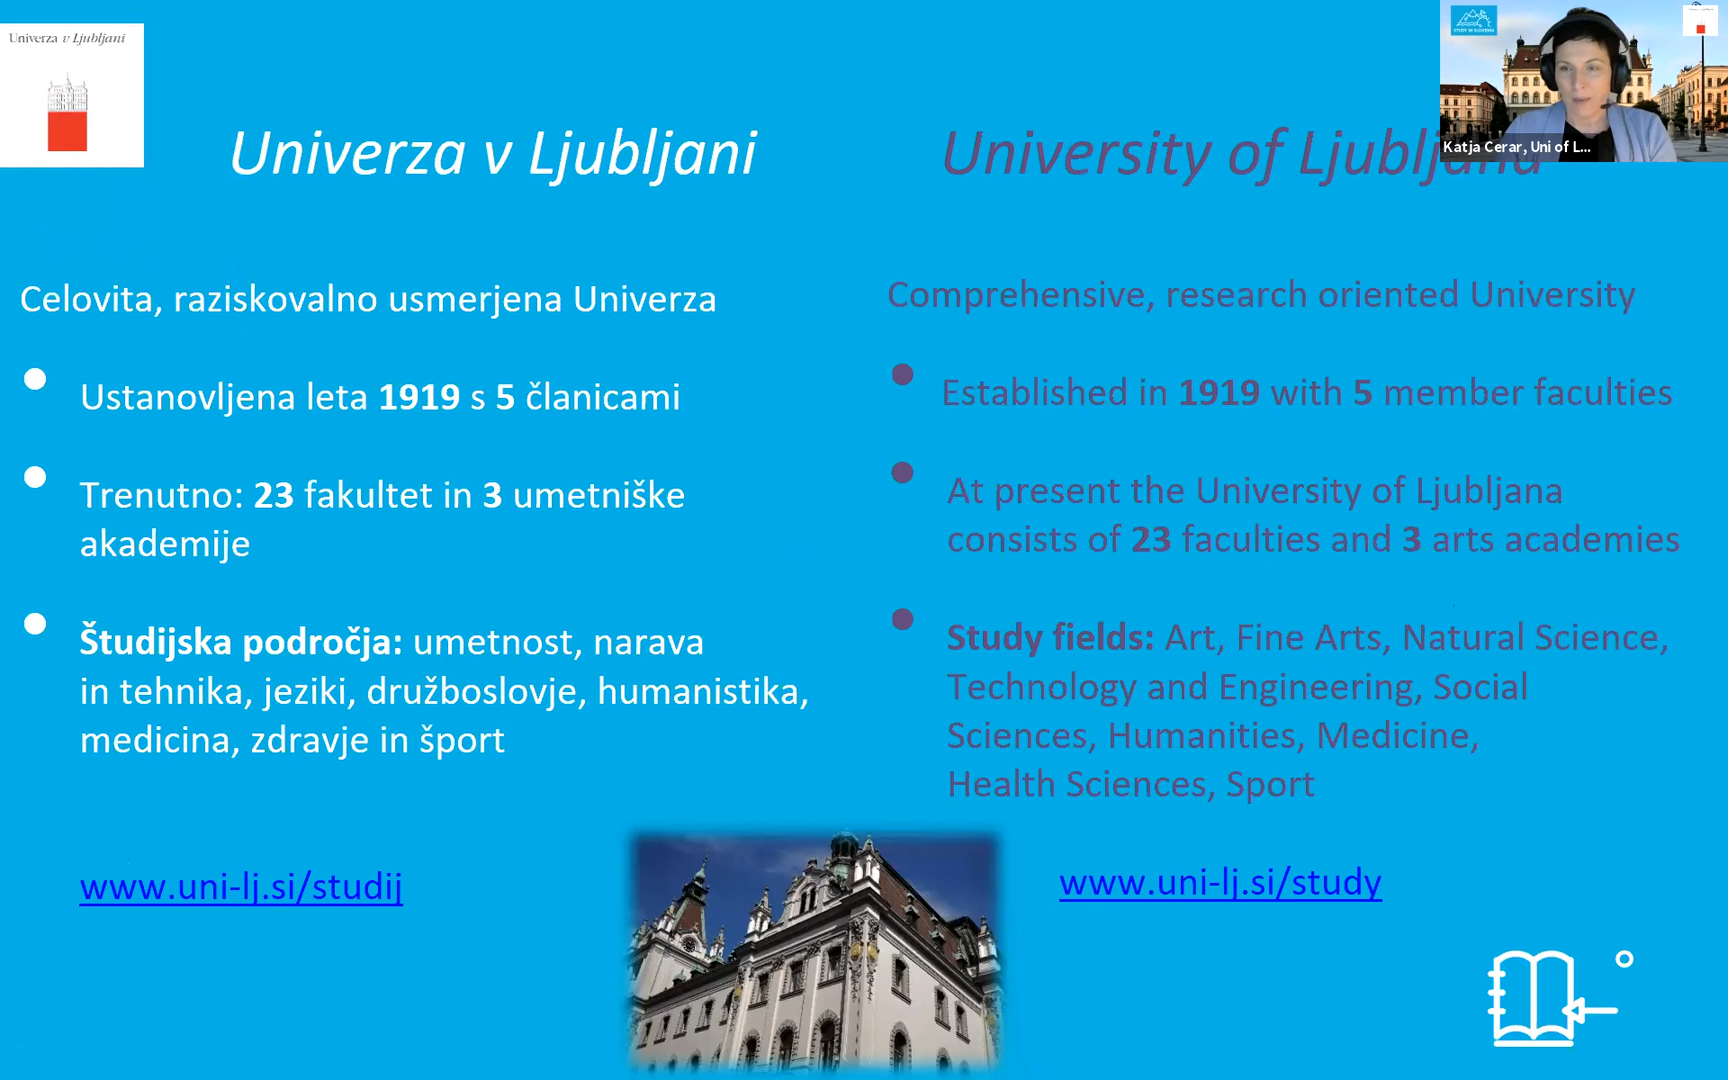 Univerza v Ljubljani
STUDY IN SLOVENIA
Katja Cerar, Uni of L...
Univerza v Ljubljani
University of Ljubljana
Celovita, raziskovalno usmerjena Univerza
Ustanovljena leta 1919 s 5 članicami
Trenutno: 23 fakultet in 3 umetniške
akademije
Študijska področja: umetnost, narava
in tehnika, jeziki, družboslovje, humanistika,
medicina, zdravje in šport
www.uni-lj.si/studij
Comprehensive, research oriented University
Established in 1919 with 5 member faculties
At present the University of Ljubljana
consists of 23 faculties and 3 arts academies
Study fields: Art, Fine Arts, Natural Science,
Technology and Engineering, Social
Sciences, Humanities, Medicine,
Health Sciences, Sport
www.uni-lj.si/study